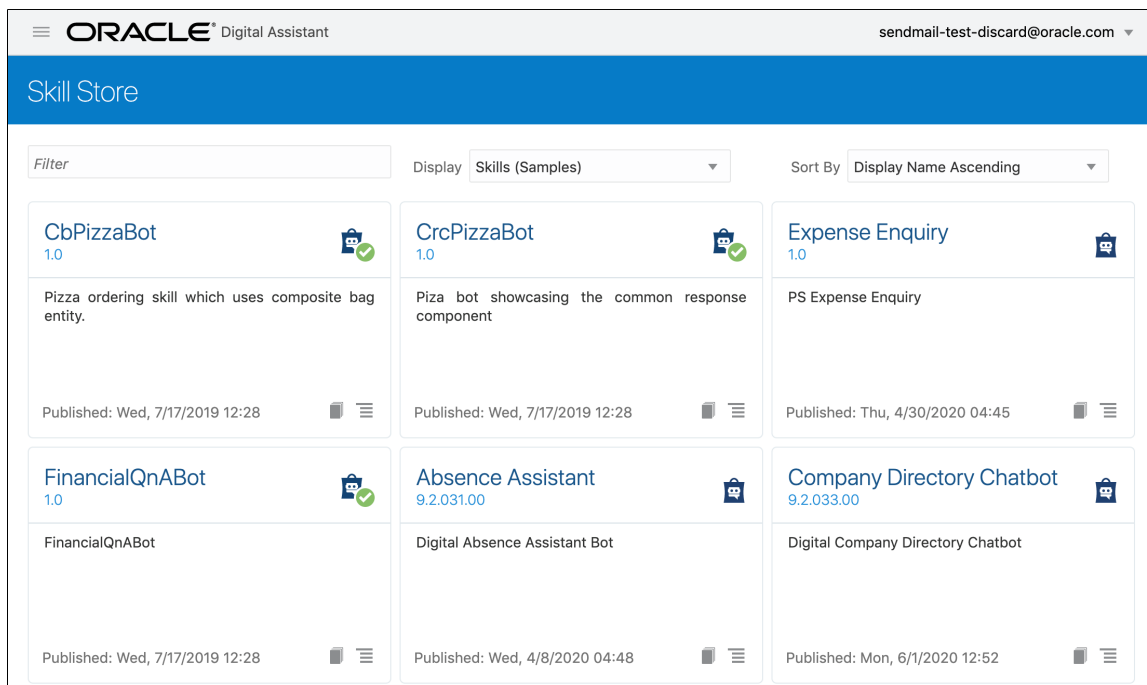 ORACLE® Digital Assistant
sendmail-test-discard@oracle.com
Skill Store
Filter
Display Skills (Samples)
Sort By Display Name Ascending
CbPizzaBot
1.0
Pizza ordering skill which uses composite bag
entity.
Published: Wed, 7/17/2019 12:28
CrcPizzaBot
1.0
Piza bot showcasing the common response
component
Published: Wed, 7/17/2019 12:28
Expense Enquiry
1.0
PS Expense Enquiry
Published: Thu, 4/30/2020 04:45
FinancialQnABot
1.0
FinancialQnABot
Published: Wed, 7/17/2019 12:28
Absence Assistant
9.2.031.00
Digital Absence Assistant Bot
Published: Wed, 4/8/2020 04:48
Company Directory Chatbot
9.2.033.00
Digital Company Directory Chatbot
Published: Mon, 6/1/2020 12:52